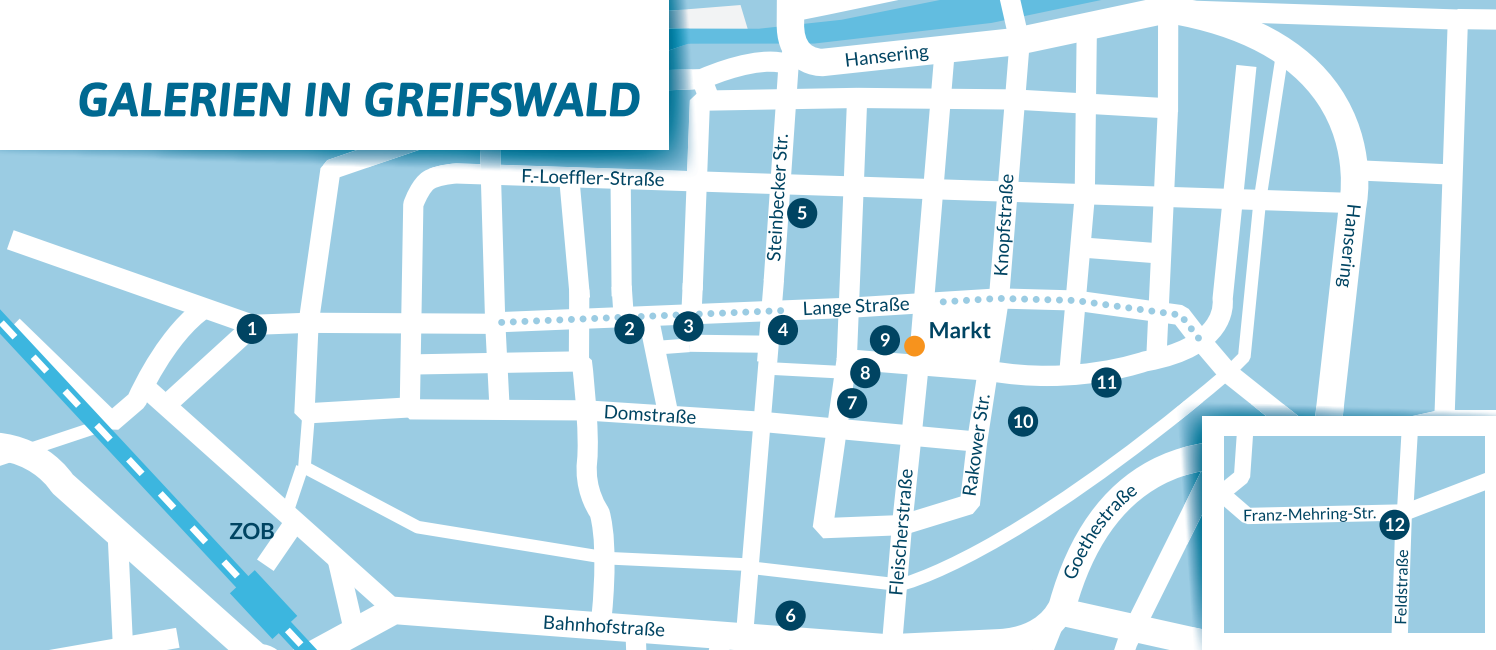 GALERIEN IN GREIFSWALD
Hansering
F.-Loeffler-Straße
Steinbecker Str.
5
Knopfstraße
Hansering
Lange Straße
1
2
3
4
9
Markt
8
11
7
10
Domstraße
Rakower Str.
Fleischerstraße
Goethestraße
ZOB
Franz-Mehring-Str.
12
Feldstraße
6
Bahnhofstraße